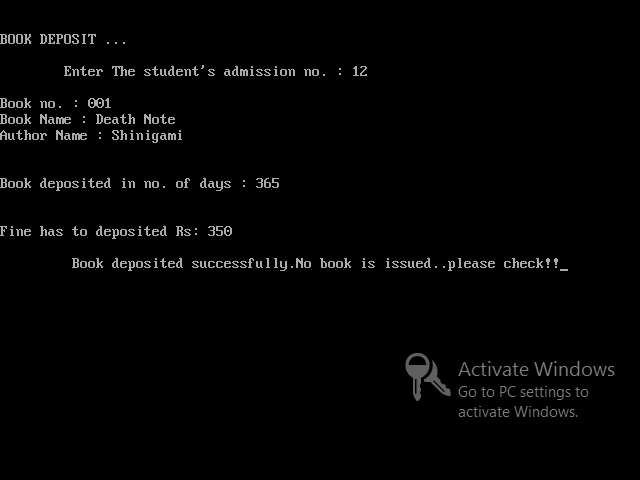 BOOK DEPOSIT ...
Enter The student's admission no. : 12
Book no. : 001
Book Name : Death Note
Author Name : Shinigami
Book deposited in no. of days : 365
Fine has to deposited Rs: 350
Book deposited successfully.No book is issued..please check!!_
Activate Windows
Go to PC settings to
activate Windows.